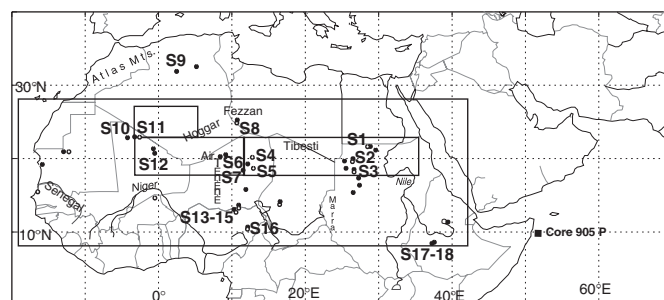 Atlas Mts.
S9
30°N
Fezzan
S10
S11
S8
Hoggar
S1
Tibesti
S12
Air
S6
S4
S2
S7
S5
S3
Senegal
Niger
Nile
S13-15
Marra
10°N
S16
Core 905 P
S17-18
0°
20°E
40°E
60°E